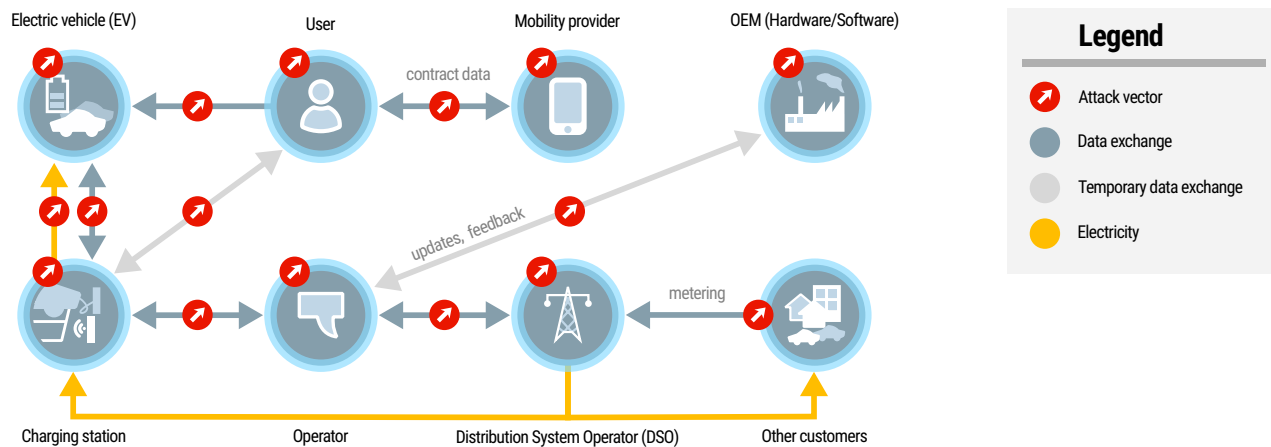 Electric vehicle (EV)
User
Mobility provider
OEM (Hardware/Software)
contract data
updates, feedback
metering
Charging station
Operator
Distribution System Operator (DSO)
Other customers
Legend
Attack vector
Data exchange
Temporary data exchange
Electricity